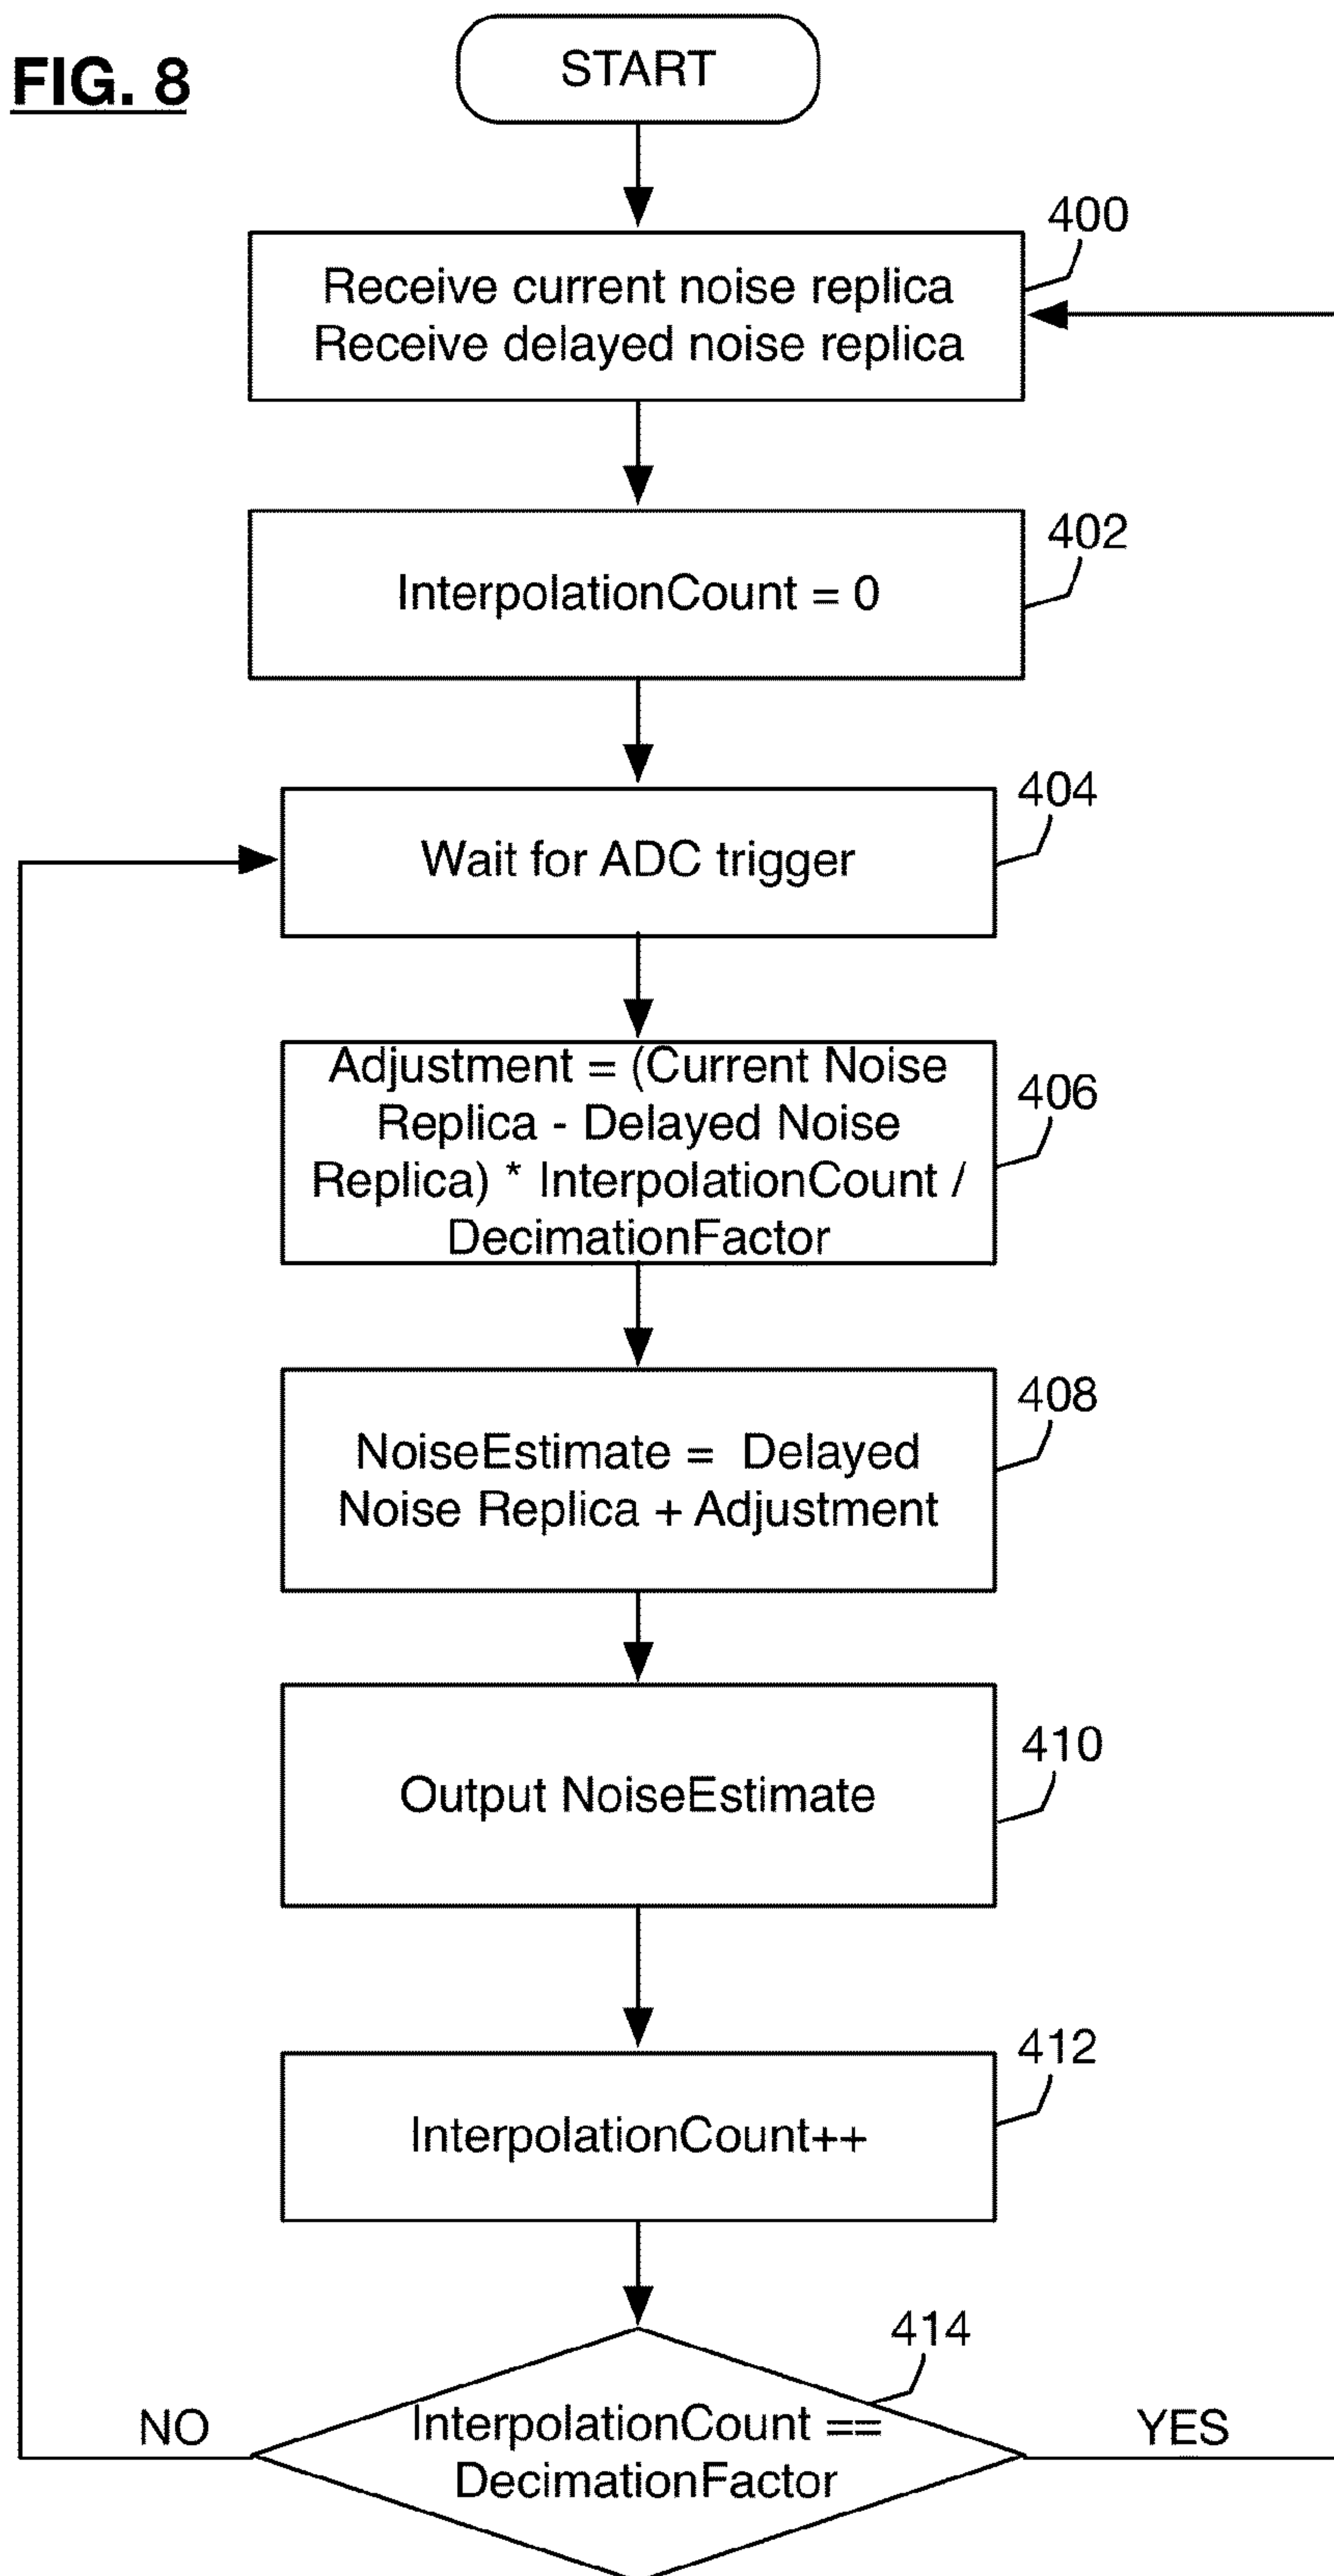 FIG. 8
START
400
Receive current noise replica
Receive delayed noise replica
402
InterpolationCount = 0
404
Wait for ADC trigger
406
Adjustment = (Current Noise
Replica - Delayed Noise
Replica) * InterpolationCount /
DecimationFactor
408
NoiseEstimate = Delayed
Noise Replica + Adjustment
410
Output NoiseEstimate
412
InterpolationCount++
414
NO
InterpolationCount ==
DecimationFactor
YES